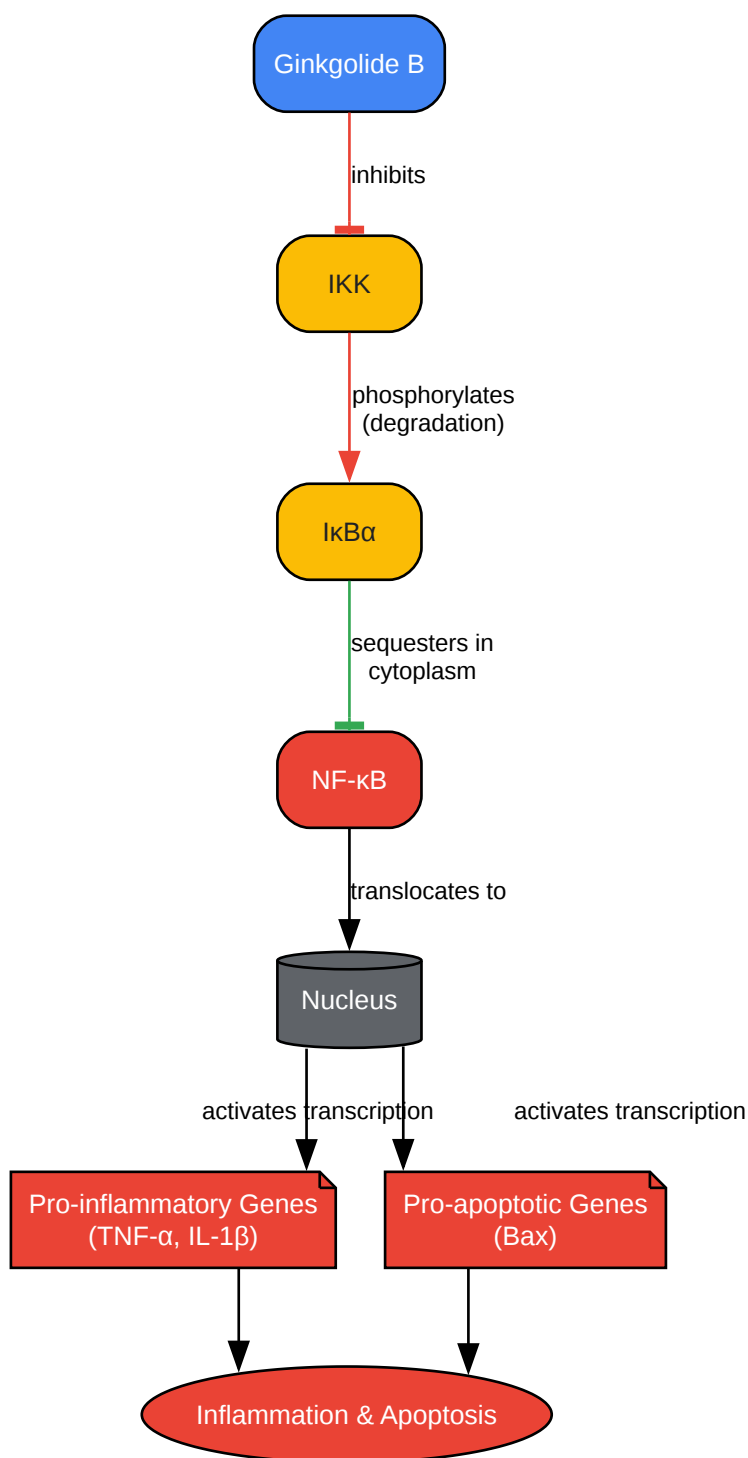 Ginkgolide B
inhibits
IKK
phosphorylates
(degradation)
IκBα
sequesters in
cytoplasm
NF-κB
translocates to
Nucleus
activates transcription
activates transcription
Pro-inflammatory Genes
(TNF-α, IL-1β)
Pro-apoptotic Genes
(Bax)
Inflammation & Apoptosis